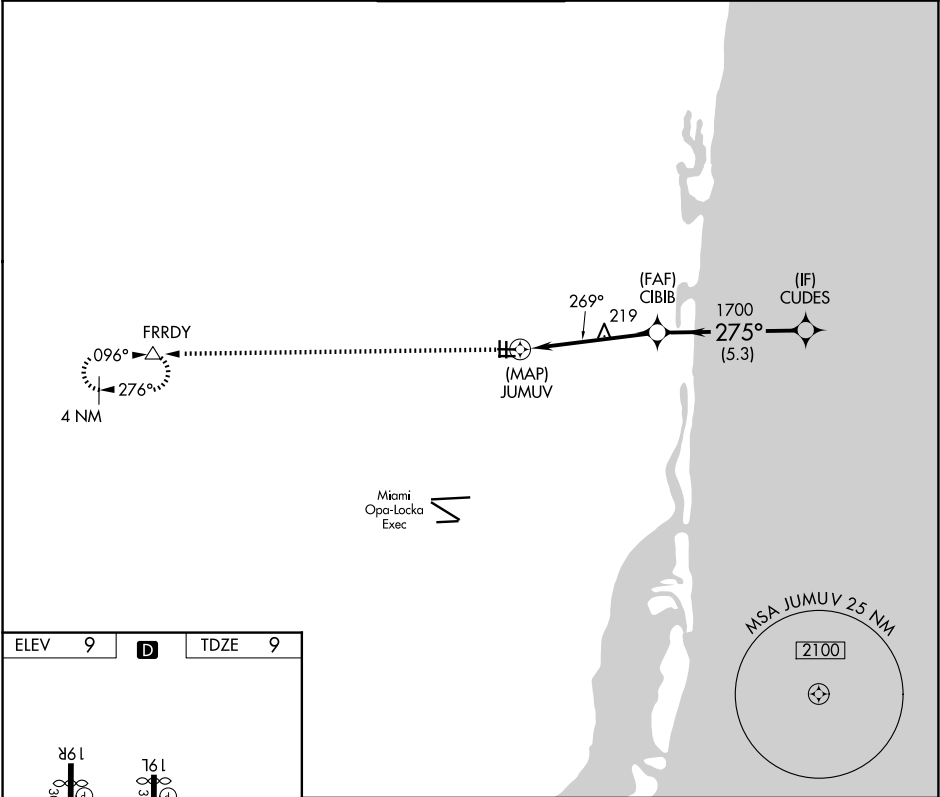 (FAF)
CIBIB
(IF)
CUDES
269°
219
1700
275°
(5.3)
FRRDY
096°
276°
4 NM
(MAP)
JUMUV
Miami
Opa-Locka
Exec
MSA JUMUV 25 NM
2100
ELEV 9 D TDZE 9
19R
19L